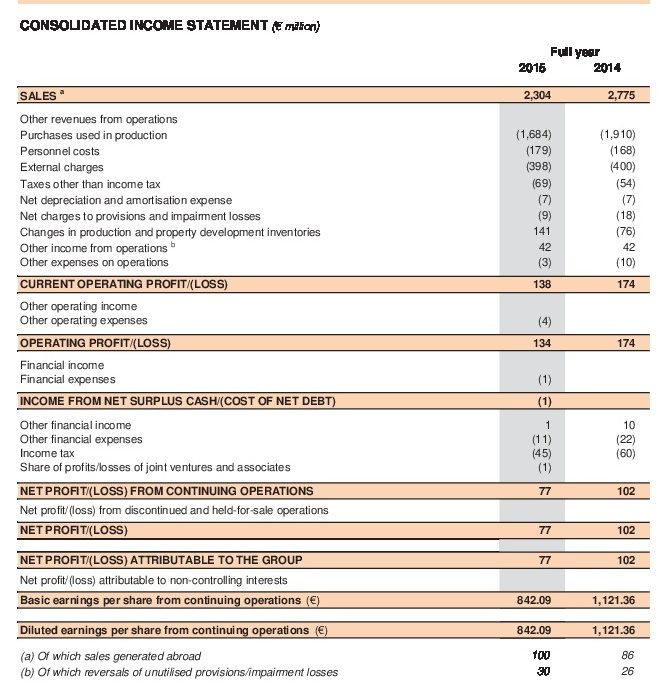 CONSOLIDATED INCOME STATEMENT (€ million)
Full year
2015 2014
SALES a 2,304 2,775
Other revenues from operations
Purchases used in production (1,684) (1,910)
Personnel costs (179) (168)
External charges (398) (400)
Taxes other than income tax (69) (54)
Net depreciation and amortisation expense (7) (7)
Net charges to provisions and impairment losses (9) (18)
Changes in production and property development inventories 141 (76)
Other income from operations b 42 42
Other expenses on operations (3) (10)
CURRENT OPERATING PROFIT/(LOSS) 138 174
Other operating income
Other operating expenses (4)
OPERATING PROFIT/(LOSS) 134 174
Financial income
Financial expenses (1)
INCOME FROM NET SURPLUS CASH/(COST OF NET DEBT) (1)
Other financial income 1 10
Other financial expenses (11) (22)
Income tax (45) (60)
Share of profits/losses of joint ventures and associates (1)
NET PROFIT/(LOSS) FROM CONTINUING OPERATIONS 77 102
Net profit/(loss) from discontinued and held-for-sale operations
NET PROFIT/(LOSS) 77 102
NET PROFIT/(LOSS) ATTRIBUTABLE TO THE GROUP 77 102
Net profit/(loss) attributable to non-controlling interests
Basic earnings per share from continuing operations (€) 842.09 1,121.36
Diluted earnings per share from continuing operations (€) 842.09 1,121.36
(a) Of which sales generated abroad 100 86
(b) Of which reversals of unutilised provisions/impairment losses 30 26